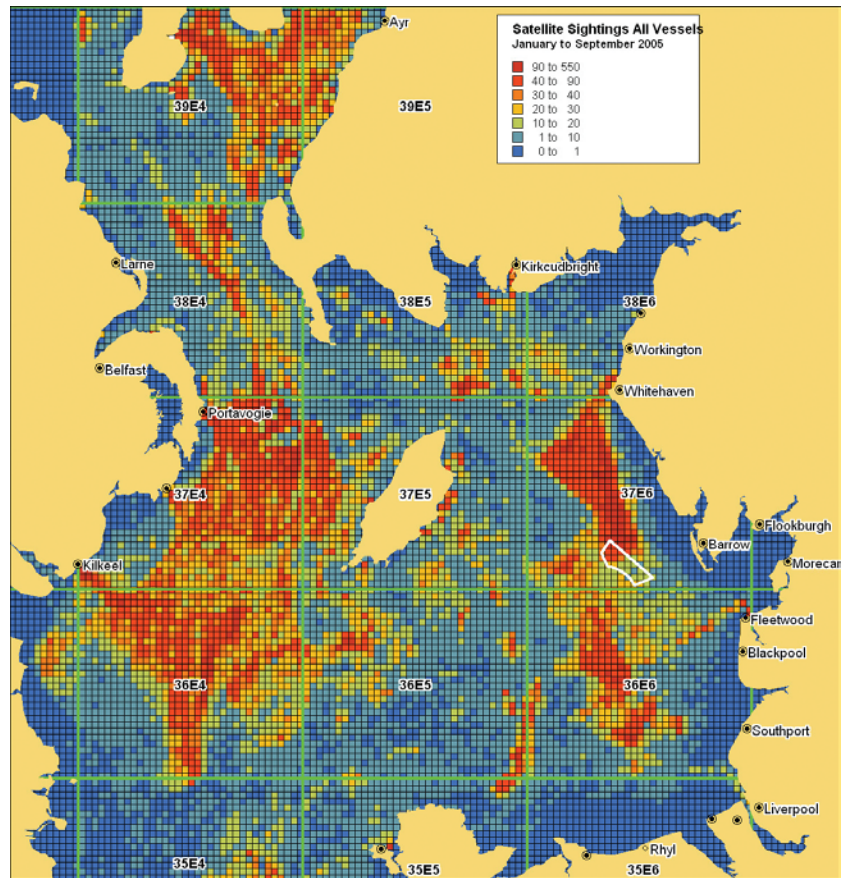 Satellite Sightings All Vessels
January to September 2005
90 to 550
40 to 90
30 to 40
20 to 30
10 to 20
1 to 10
0 to 1
Ayr
39E4
39E5
Larne
Kirkcudbright
38E4
38E5
38E6
Workington
Belfast
Whitehaven
Portavogie
37E4
37E5
37E6
Flookburgh
Barrow
Kilkeel
Morecam
Fleetwood
Blackpool
36E4
36E5
36E6
Southport
Liverpool
Rhyl
35E4
35E5
35E6